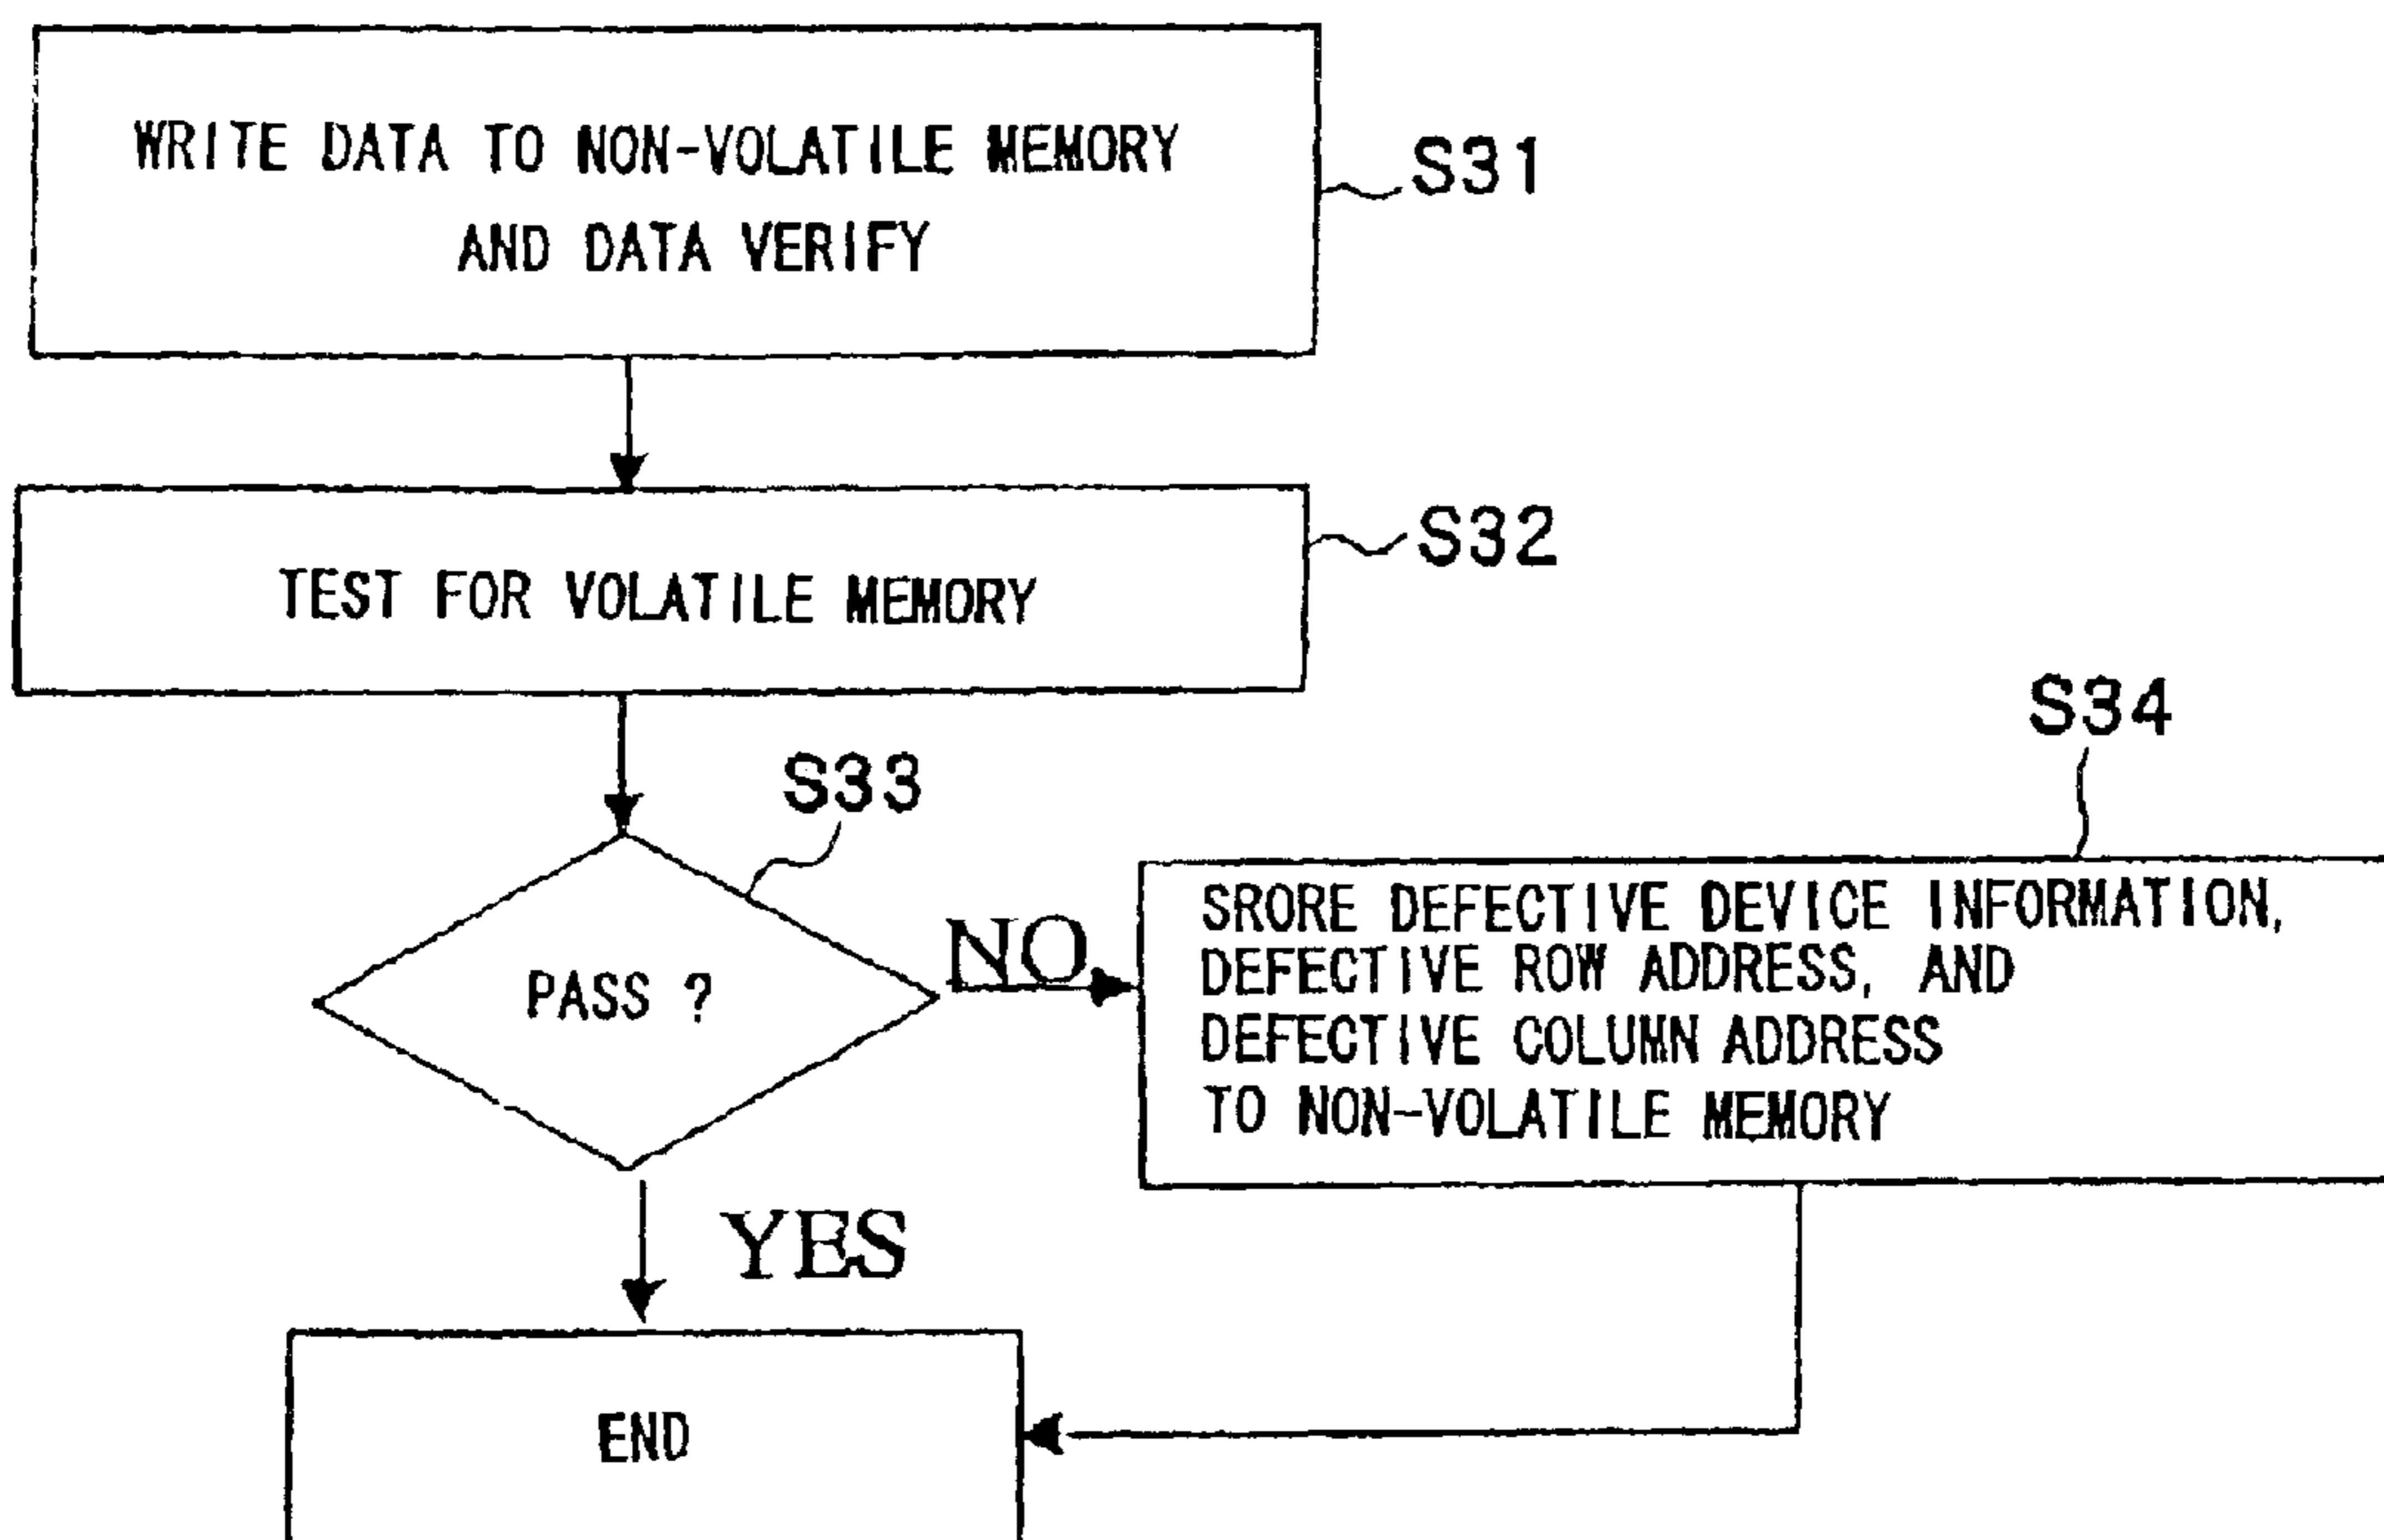 WRITE DATA TO NON-VOLATILE MEMORY
AND DATA VERIFY
S31
TEST FOR VOLATILE MEMORY
S32
S33
PASS ?
NO
YES
S34
SRORE DEFECTIVE DEVICE INFORMATION,
DEFECTIVE ROW ADDRESS, AND
DEFECTIVE COLUMN ADDRESS
TO NON-VOLATILE MEMORY
END